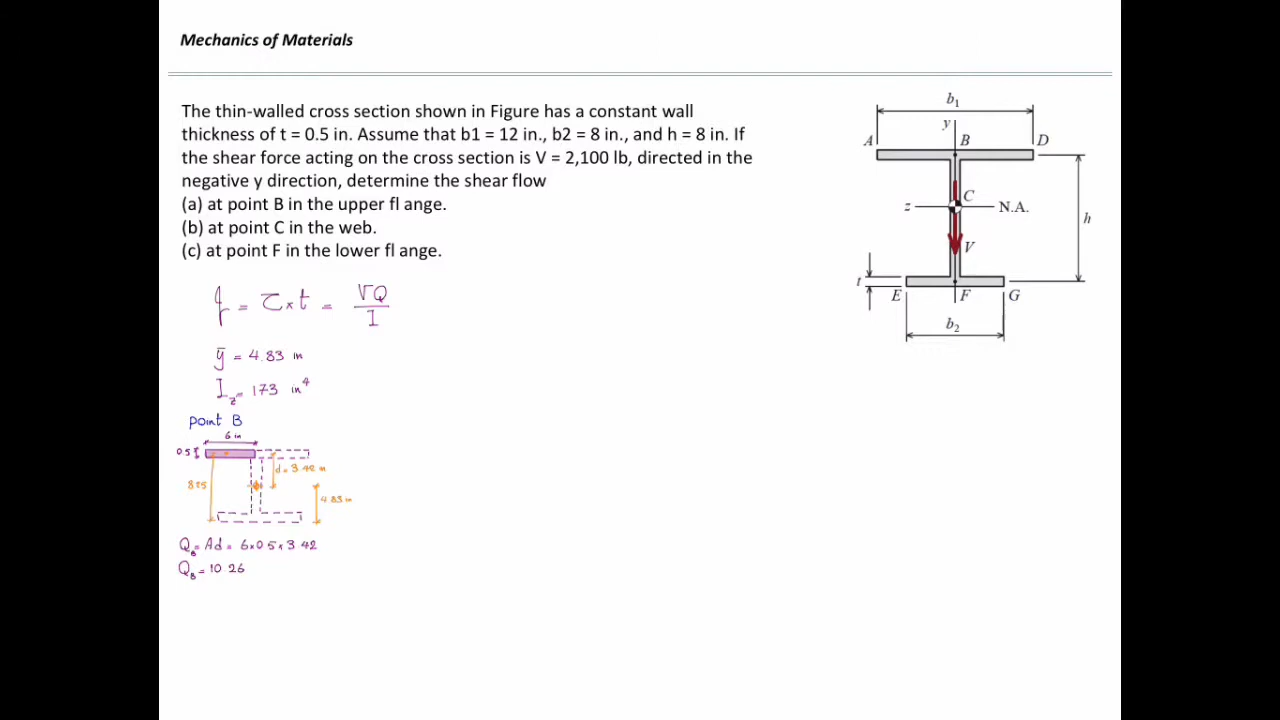 Mechanics of Materials
The thin-walled cross section shown in Figure has a constant wall
thickness of t = 0.5 in. Assume that b1 = 12 in., b2 = 8 in., and h = 8 in. If
the shear force acting on the cross section is V = 2,100 lb, directed in the
negative y direction, determine the shear flow
(a) at point B in the upper fl ange.
(b) at point C in the web.
(c) at point F in the lower fl ange.
b1
y
A
B
D
C
z
N.A.
h
V
t
E
F
G
b2
q = τ × t = VQ / I
ȳ = 4.83 in
Iz = 173 in⁴
point B
6 in
0.5
d = 3.42 in
8.25
4.83 in
QB = Ad = 6×0.5×3.42
QB = 10.26